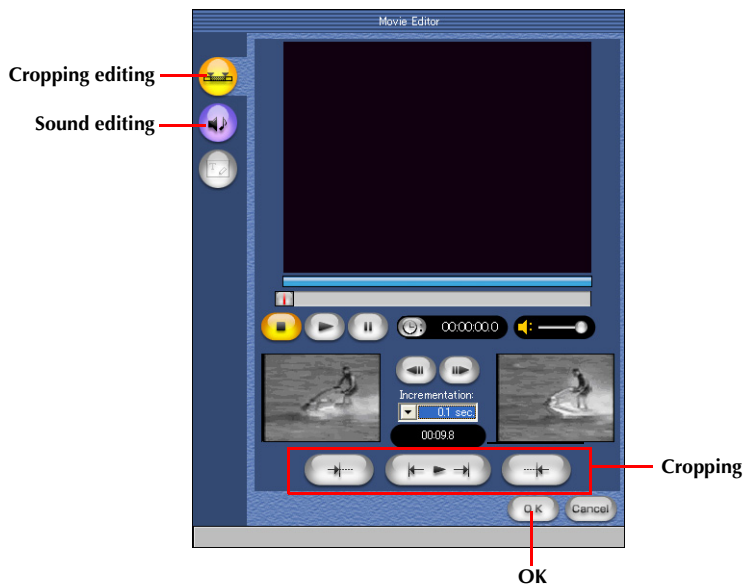 Movie Editor
Cropping editing
Sound editing
T
00:00:00.0
Incrementation:
0.1 sec.
00:09.8
Cropping
OK
Cancel
OK